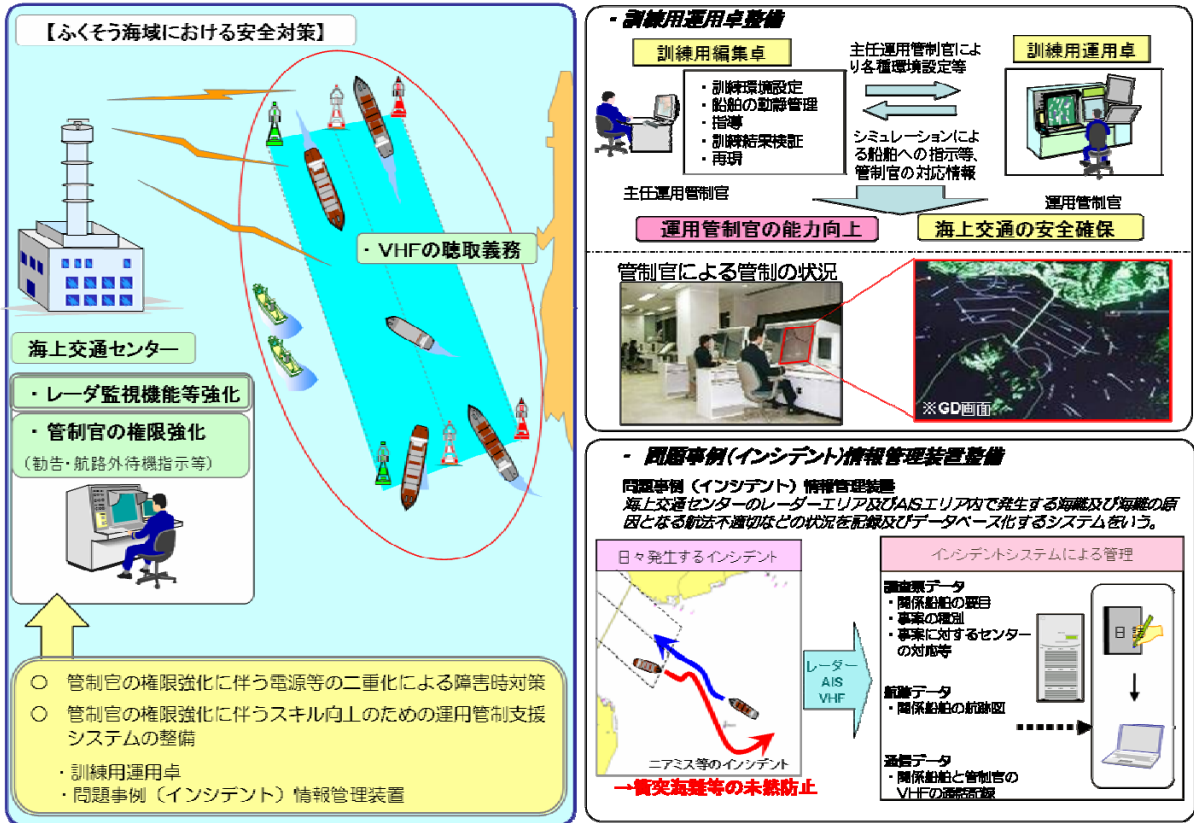 【ふくそう海域における安全対策】
・VHFの聴取義務
海上交通センター
・レーダ監視機能等強化
・管制官の権限強化
（勧告・航路外待機指示等）
○ 管制官の権限強化に伴う電源等の二重化による障害時対策
○ 管制官の権限強化に伴うスキル向上のための運用管制支援
システムの整備
・訓練用運用卓
・問題事例（インシデント）情報管理装置
・訓練用運用卓整備
訓練用編集卓
・訓練環境設定
・船舶の動静管理
・指導
・訓練結果検証
・再現
主任運用管制官
主任運用管制官によ
り各種環境設定等
シミュレーションによ
る船舶への指示等、
管制官の対応情報
訓練用運用卓
運用管制官
運用管制官の能力向上
海上交通の安全確保
管制官による管制の状況
※GD画面
・問題事例（インシデント）情報管理装置整備
問題事例（インシデント）情報管理装置
海上交通センターのレーダーエリア及びAISエリア内で発生する海難及び海難の原
因となる航法不適切などの状況を記録及びデータベース化するシステムをいう。
日々発生するインシデント
ニアミス等のインシデント
→衝突海難等の未然防止
レーダー
AIS
VHF
インシデントシステムによる管理
調査票データ
・関係船舶の要目
・事案の種別
・事案に対するセンター
の対応等
航跡データ
・関係船舶の航跡図
通信データ
・関係船舶と管制官の
VHFの通話記録
日